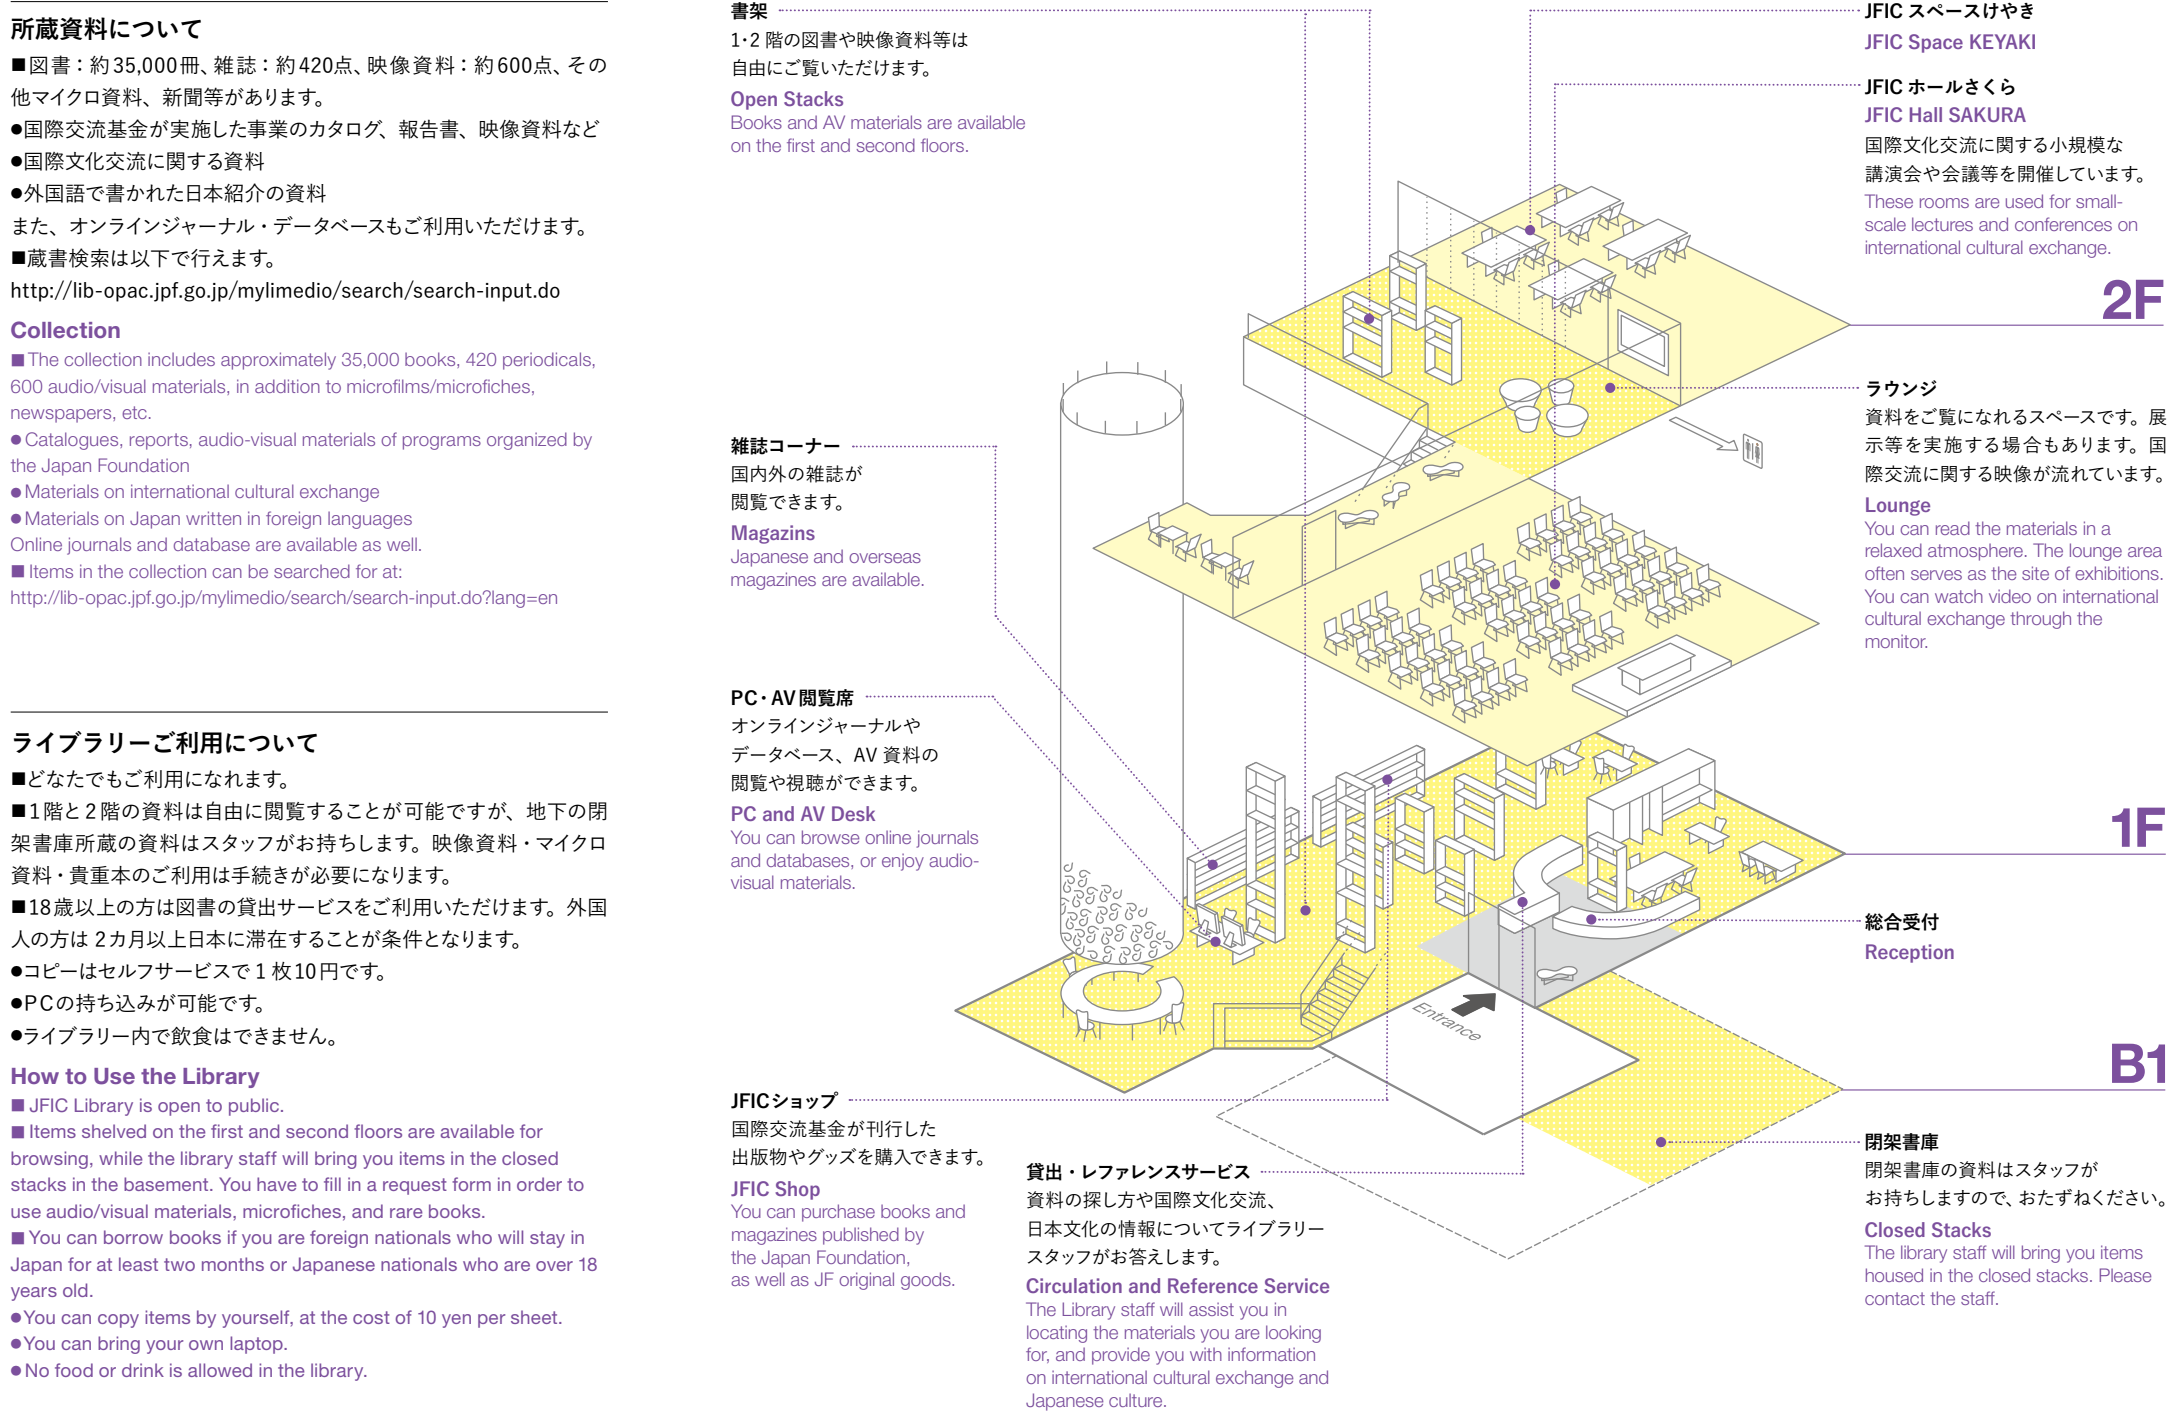 所蔵資料について
■図書：約35,000冊、雑誌：約420点、映像資料：約600点、その
他マイクロ資料、新聞等があります。
●国際交流基金が実施した事業のカタログ、報告書、映像資料など
●国際文化交流に関する資料
●外国語で書かれた日本紹介の資料
また、オンラインジャーナル・データベースもご利用いただけます。
■蔵書検索は以下で行えます。
http://lib-opac.jpf.go.jp/mylimedio/search/search-input.do
Collection
■ The collection includes approximately 35,000 books, 420 periodicals,
600 audio/visual materials, in addition to microfilms/microfiches,
newspapers, etc.
● Catalogues, reports, audio-visual materials of programs organized by
the Japan Foundation
● Materials on international cultural exchange
● Materials on Japan written in foreign languages
Online journals and database are available as well.
■ Items in the collection can be searched for at:
http://lib-opac.jpf.go.jp/mylimedio/search/search-input.do?lang=en
ライブラリーご利用について
■どなたでもご利用になれます。
■1階と2階の資料は自由に閲覧することが可能ですが、地下の閉
架書庫所蔵の資料はスタッフがお持ちします。映像資料・マイクロ
資料・貴重本のご利用は手続きが必要になります。
■18歳以上の方は図書の貸出サービスをご利用いただけます。外国
人の方は 2カ月以上日本に滞在することが条件となります。
●コピーはセルフサービスで 1 枚10円です。
●PCの持ち込みが可能です。
●ライブラリー内で飲食はできません。
How to Use the Library
■ JFIC Library is open to public.
■ Items shelved on the first and second floors are available for
browsing, while the library staff will bring you items in the closed
stacks in the basement. You have to fill in a request form in order to
use audio/visual materials, microfiches, and rare books.
■ You can borrow books if you are foreign nationals who will stay in
Japan for at least two months or Japanese nationals who are over 18
years old.
● You can copy items by yourself, at the cost of 10 yen per sheet.
● You can bring your own laptop.
● No food or drink is allowed in the library.
書架
1・2 階の図書や映像資料等は
自由にご覧いただけます。
Open Stacks
Books and AV materials are available
on the first and second floors.
雑誌コーナー
国内外の雑誌が
閲覧できます。
Magazins
Japanese and overseas
magazines are available.
PC・AV閲覧席
オンラインジャーナルや
データベース、AV 資料の
閲覧や視聴ができます。
PC and AV Desk
You can browse online journals
and databases, or enjoy audio-
visual materials.
JFICショップ
国際交流基金が刊行した
出版物やグッズを購入できます。
JFIC Shop
You can purchase books and
magazines published by
the Japan Foundation,
as well as JF original goods.
貸出・レファレンスサービス
資料の探し方や国際文化交流、
日本文化の情報についてライブラリー
スタッフがお答えします。
Circulation and Reference Service
The Library staff will assist you in
locating the materials you are looking
for, and provide you with information
on international cultural exchange and
Japanese culture.
Entrance
JFIC スペースけやき
JFIC Space KEYAKI
JFIC ホールさくら
JFIC Hall SAKURA
国際文化交流に関する小規模な
講演会や会議等を開催しています。
These rooms are used for small-
scale lectures and conferences on
international cultural exchange.
2F
ラウンジ
資料をご覧になれるスペースです。展
示等を実施する場合もあります。国
際交流に関する映像が流れています。
Lounge
You can read the materials in a
relaxed atmosphere. The lounge area
often serves as the site of exhibitions.
You can watch video on international
cultural exchange through the
monitor.
1F
総合受付
Reception
B1
閉架書庫
閉架書庫の資料はスタッフが
お持ちしますので、おたずねください。
Closed Stacks
The library staff will bring you items
housed in the closed stacks. Please
contact the staff.